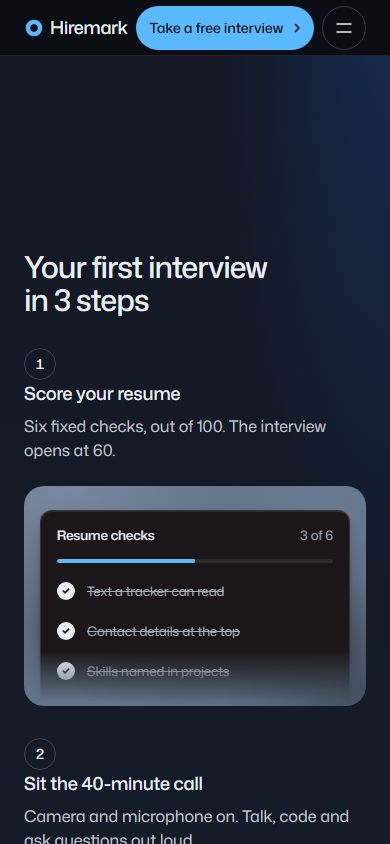 Hiremark
Take a free interview
Your first interview
in 3 steps
1
Score your resume
Six fixed checks, out of 100. The interview
opens at 60.
Resume checks
3 of 6
Text a tracker can read
Contact details at the top
Skills named in projects
2
Sit the 40-minute call
Camera and microphone on. Talk, code and
ask questions out loud